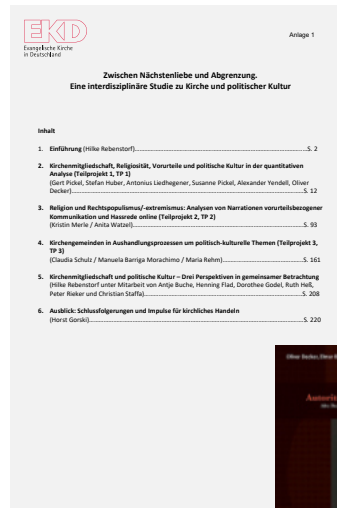 EKD
Evangelische Kirche
in Deutschland
Anlage 1
Zwischen Nächstenliebe und Abgrenzung.
Eine interdisziplinäre Studie zu Kirche und politischer Kultur
Inhalt
1. Einführung (Hilke Rebenstorf)....................S. 2
2. Kirchenmitgliedschaft, Religiosität, Vorurteile und politische Kultur in der quantitativen
Analyse (Teilprojekt 1, TP 1)
(Gert Pickel, Stefan Huber, Antonius Liedhegener, Susanne Pickel, Alexander Yendell, Oliver
Decker)....................S. 12
3. Religion und Rechtspopulismus/-extremismus: Analysen von Narrationen vorurteilsbezogener
Kommunikation und Hassrede online (Teilprojekt 2, TP 2)
(Kristin Merle / Anita Watzel)....................S. 93
4. Kirchengemeinden in Aushandlungsprozessen um politisch-kulturelle Themen (Teilprojekt 3,
TP 3)
(Claudia Schulz / Manuela Barriga Morachimo / Maria Rehm)....................S. 161
5. Kirchenmitgliedschaft und politische Kultur – Drei Perspektiven in gemeinsamer Betrachtung
(Hilke Rebenstorf unter Mitarbeit von Antje Buche, Henning Flad, Dorothee Godel, Ruth Heß,
Peter Rieker und Christian Staffa)....................S. 208
6. Ausblick: Schlussfolgerungen und Impulse für kirchliches Handeln
(Horst Gorski)....................S. 220